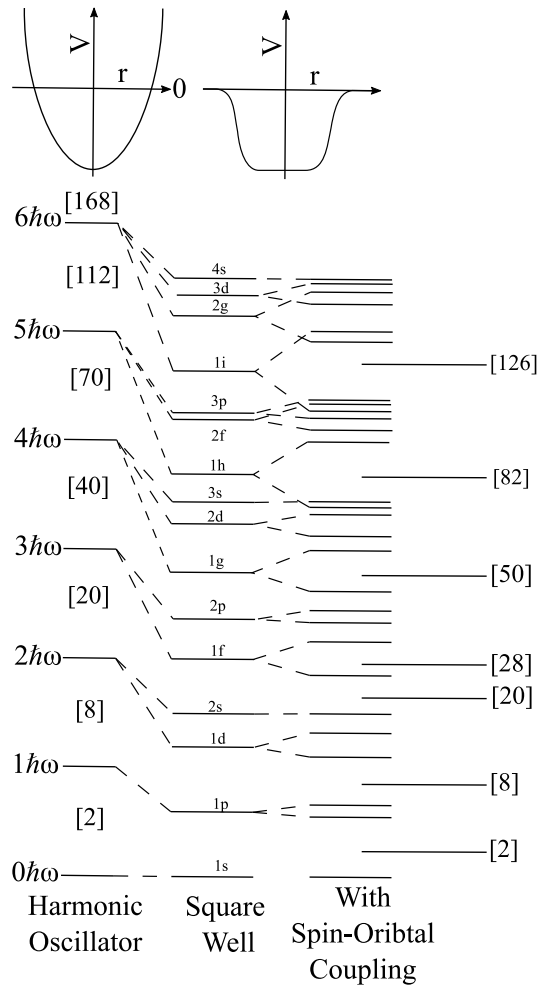 V
r
0
V
r
[168]
6ħω
[112]
4s
3d
2g
5ħω
1i
[126]
[70]
3p
2f
4ħω
1h
[82]
[40]
3s
2d
3ħω
1g
[50]
[20]
2p
2ħω
1f
[28]
[20]
[8]
2s
1d
1ħω
[8]
[2]
1p
[2]
0ħω
1s
Harmonic
Oscillator
Square
Well
With
Spin-Oribtal
Coupling